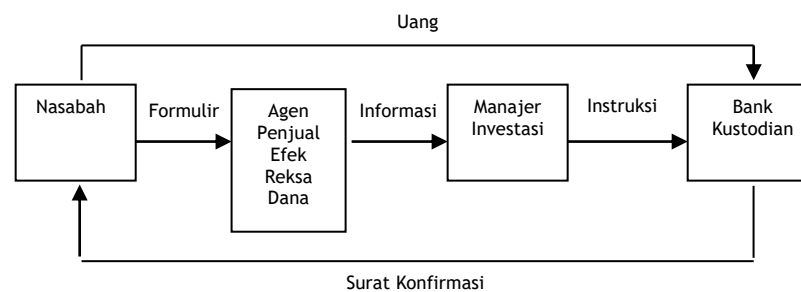 Uang
Nasabah
Formulir
Agen
Penjual
Efek
Reksa
Dana
Informasi
Manajer
Investasi
Instruksi
Bank
Kustodian
Surat Konfirmasi